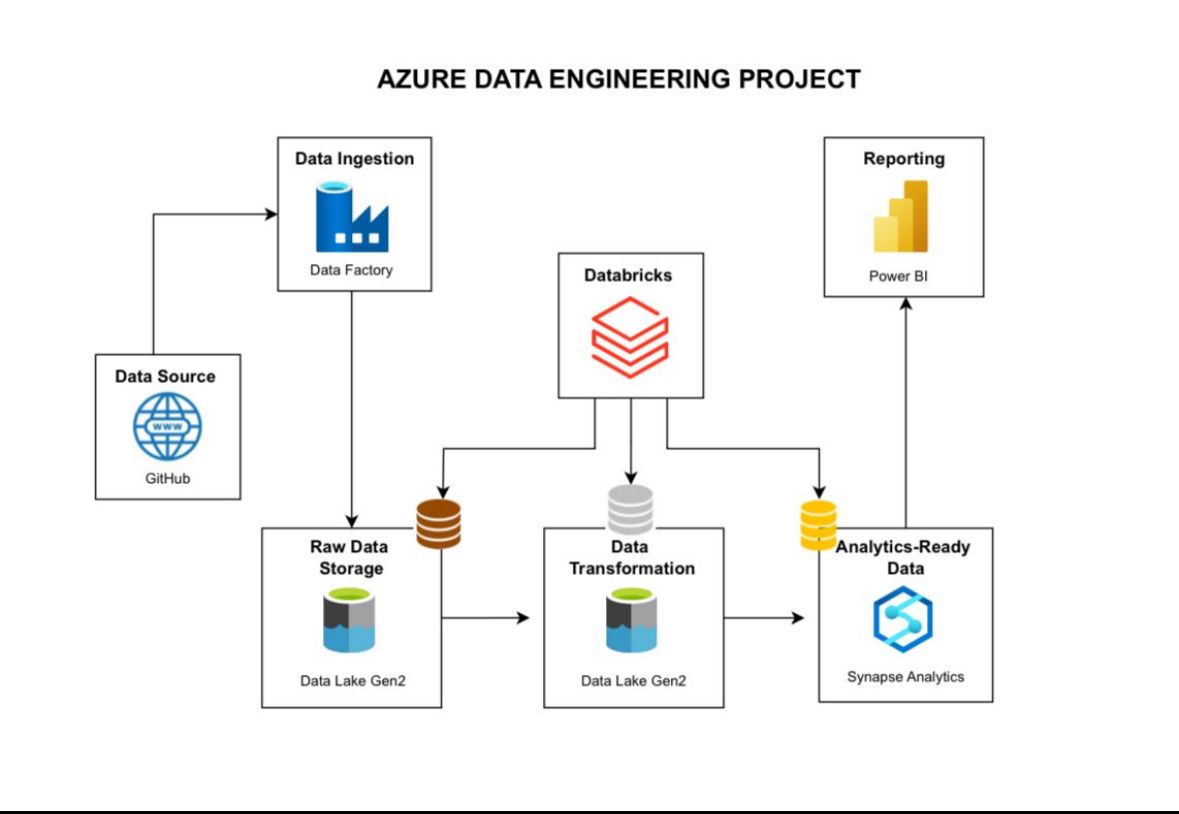 AZURE DATA ENGINEERING PROJECT
Data Ingestion
Data Factory
Reporting
Power BI
Databricks
Data Source
www
GitHub
Raw Data
Storage
Data Lake Gen2
Data
Transformation
Data Lake Gen2
Analytics-Ready
Data
Synapse Analytics